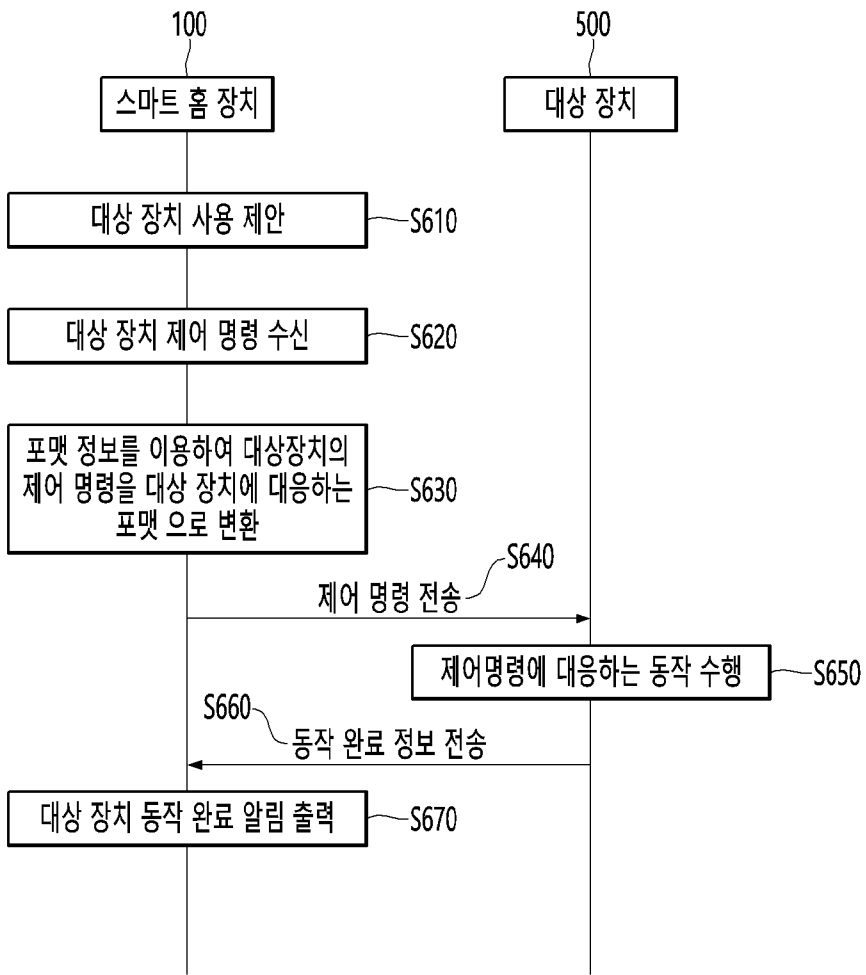 100
500
스마트 홈 장치
대상 장치
대상 장치 사용 제안
S610
대상 장치 제어 명령 수신
S620
포맷 정보를 이용하여 대상장치의
제어 명령을 대상 장치에 대응하는
포맷 으로 변환
S630
S640
제어 명령 전송
제어명령에 대응하는 동작 수행
S650
S660
동작 완료 정보 전송
대상 장치 동작 완료 알림 출력
S670